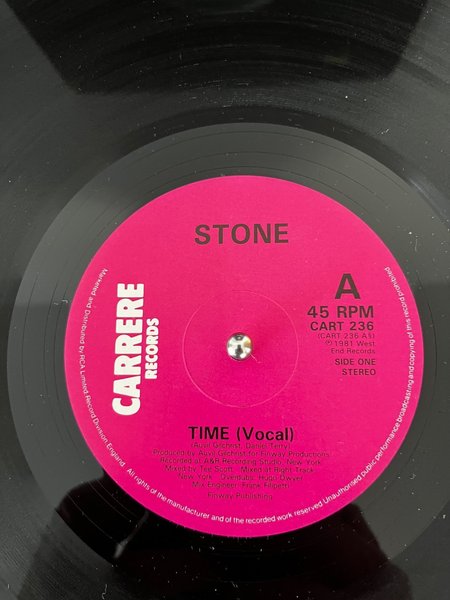 STONE
A
45 RPM
CART 236
(CART 236 A1)
℗ 1981 West
End Records
SIDE ONE
STEREO
CARRERE
RECORDS
TIME (Vocal)
(Auvil Gilchrist, Daniel Terry)
Produced by Auvil Gilchrist for Finway Productions
Recorded at A&R Recording Studio - New York
Mixed by Tee Scott - Mixed at Right Track
New York - Overdubs Hugo Dwyer
Mix Engineer Frank Filipetti
Finway Publishing
Marketed and Distributed by RCA Limited Record Division England. All rights of the manufacturer and of the recorded work reserved Unauthorised public performance broadcasting and copying of this record prohibited